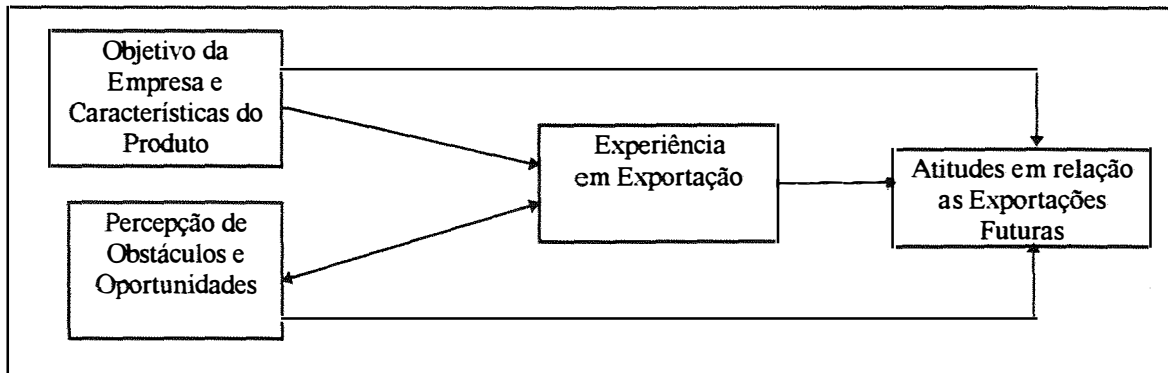 Objetivo da
Empresa e
Características do
Produto
Percepção de
Obstáculos e
Oportunidades
Experiência
em Exportação
Atitudes em relação
as Exportações
Futuras